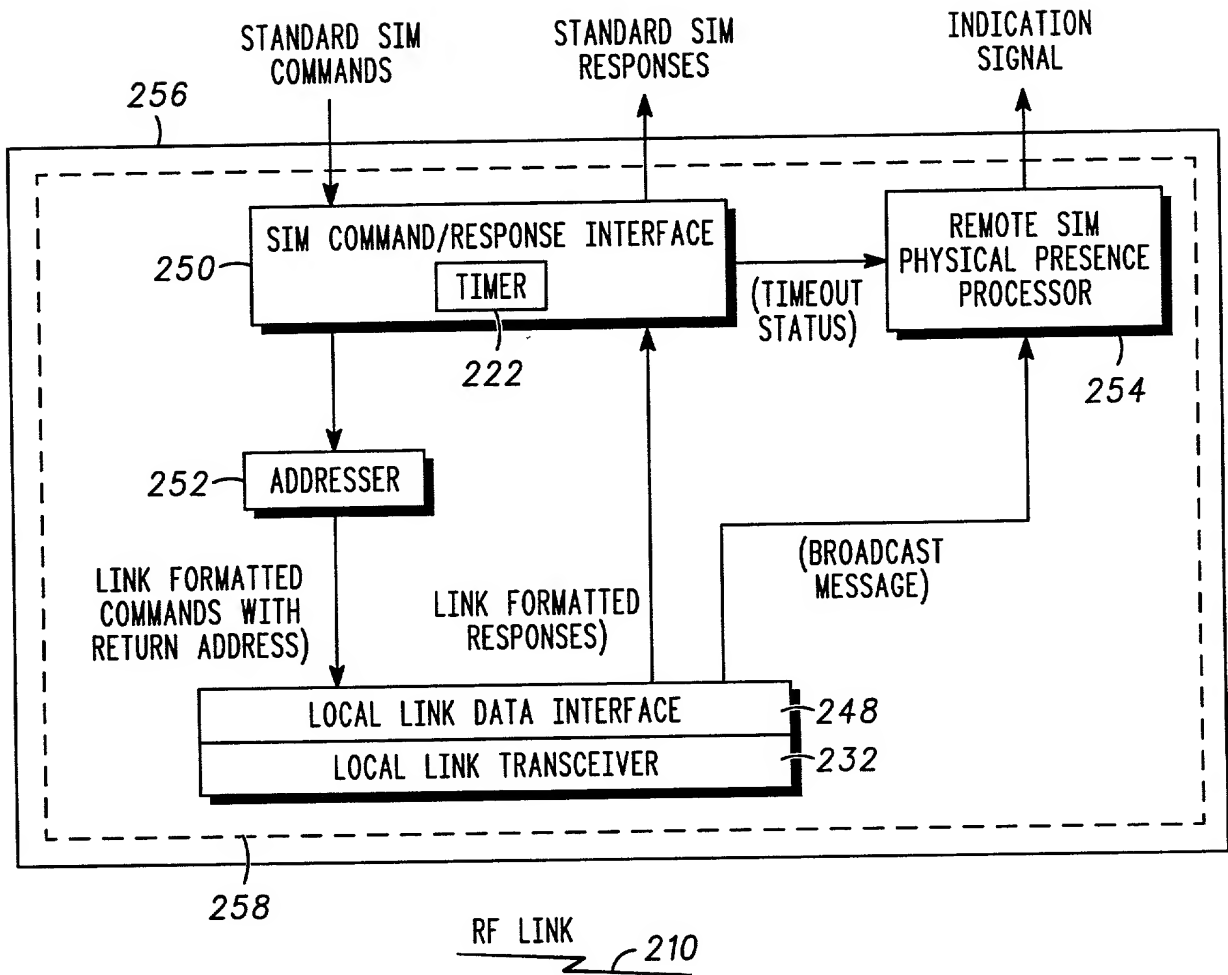 STANDARD SIM
COMMANDS
STANDARD SIM
RESPONSES
INDICATION
SIGNAL
256
SIM COMMAND/RESPONSE INTERFACE
TIMER
250
222
(TIMEOUT
STATUS)
REMOTE SIM
PHYSICAL PRESENCE
PROCESSOR
254
252
ADDRESSER
LINK FORMATTED
COMMANDS WITH
RETURN ADDRESS)
LINK FORMATTED
RESPONSES)
(BROADCAST
MESSAGE)
LOCAL LINK DATA INTERFACE
248
LOCAL LINK TRANSCEIVER
232
258
RF LINK
210